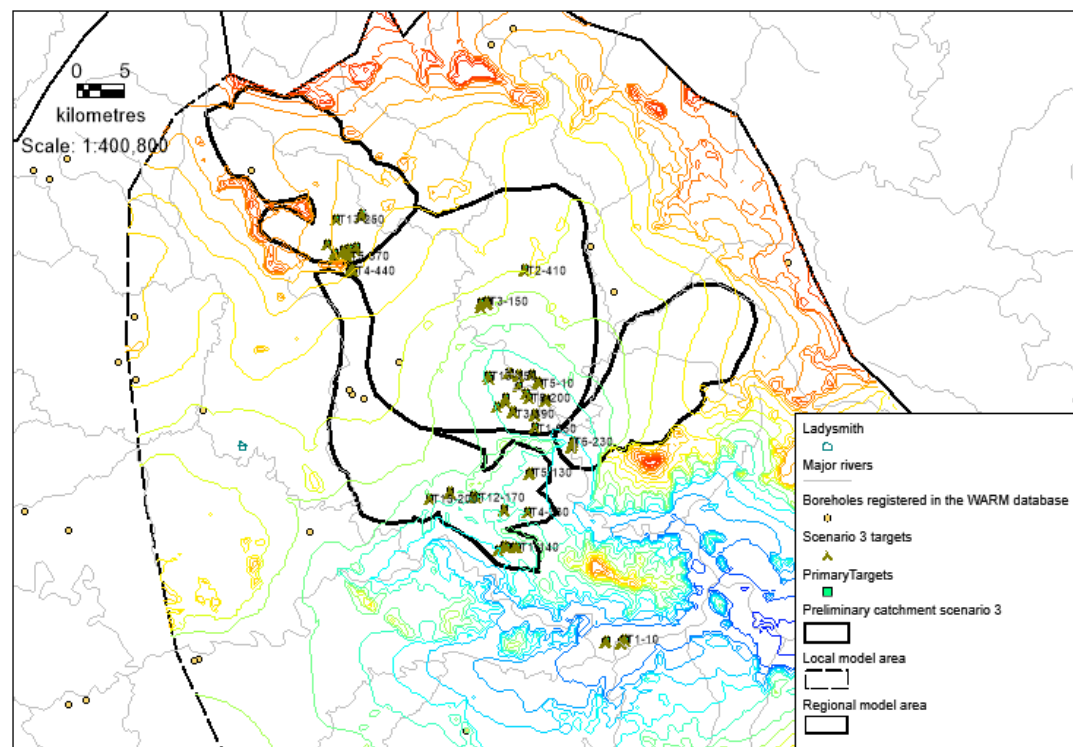 0 5
kilometres
Scale: 1:400,800
T13-250
T4-440
T2-410
T3-150
T5-10
T6-230
T12-170
T1-10
Ladysmith
Major rivers
Boreholes registered in the WARM database
Scenario 3 targets
PrimaryTargets
Preliminary catchment scenario 3
Local model area
Regional model area